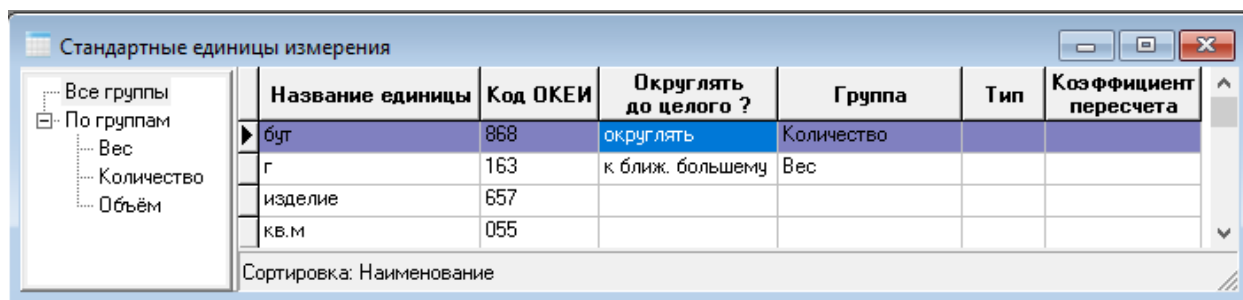 Стандартные единицы измерения
Все группы
По группам
Вес
Количество
Объём
Название единицы Код ОКЕИ Округлять до целого ? Группа Тип Коэффициент пересчета
бут 868 округлять Количество
г 163 к ближ. большему Вес
изделие 657
кв.м 055
Сортировка: Наименование